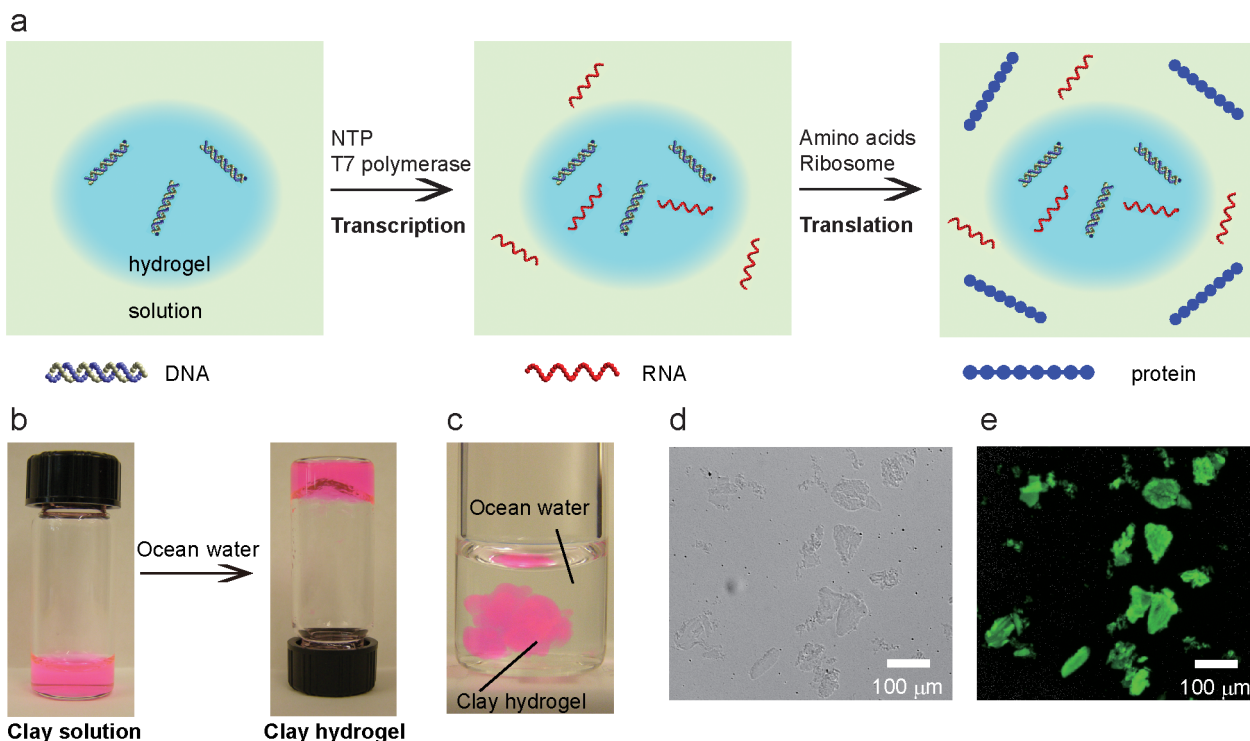 a
NTP
T7 polymerase
Transcription
Amino acids
Ribosome
Translation
hydrogel
solution
DNA
RNA
protein
b
Ocean water
Clay solution
Clay hydrogel
c
Ocean water
Clay hydrogel
d
100 μm
e
100 μm